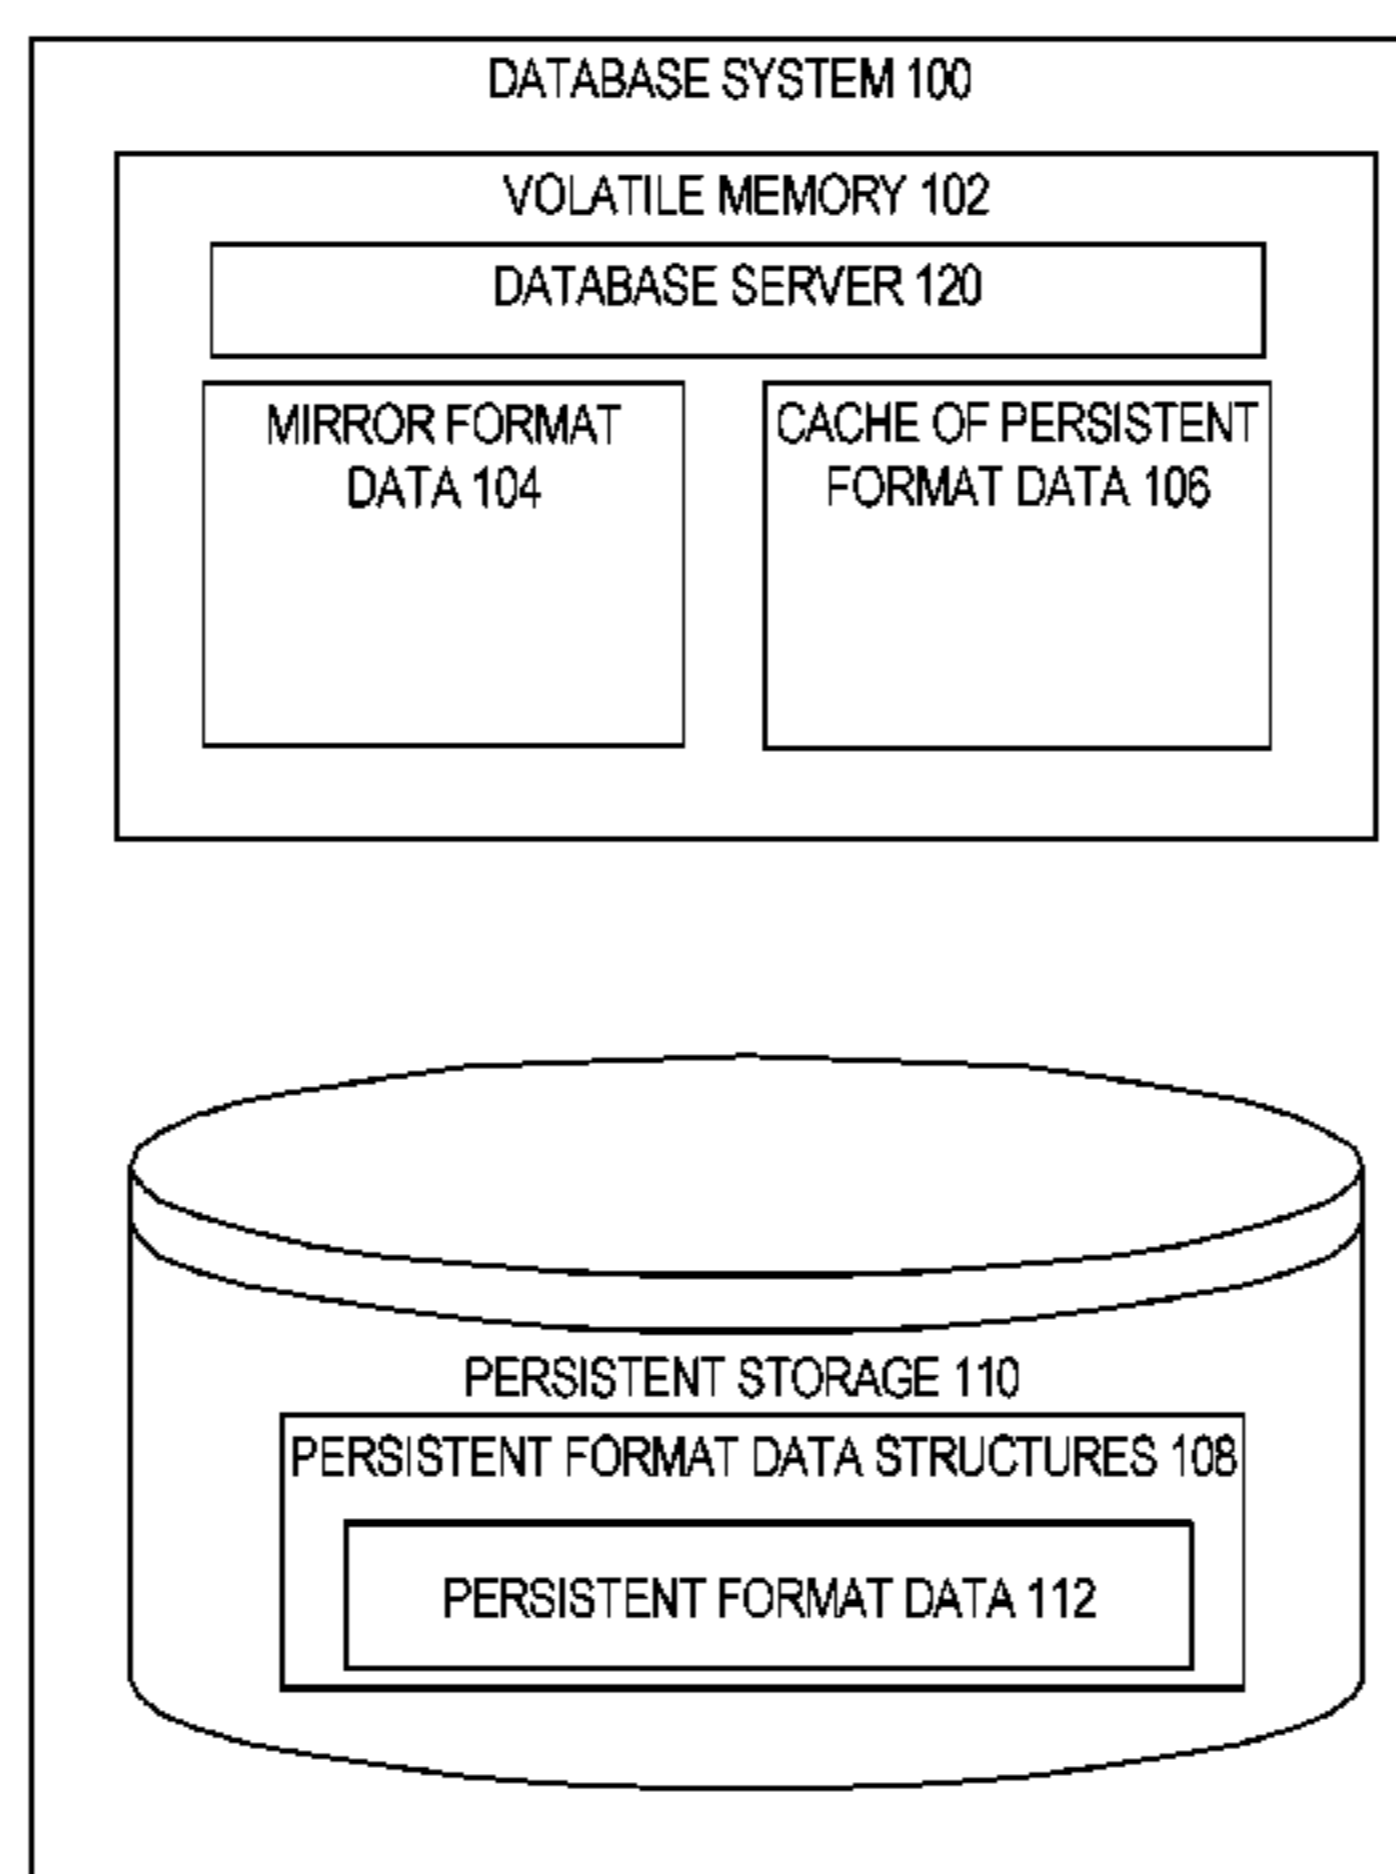 DATABASE SYSTEM 100
VOLATILE MEMORY 102
DATABASE SERVER 120
MIRROR FORMAT
DATA 104
CACHE OF PERSISTENT
FORMAT DATA 106
PERSISTENT STORAGE 110
PERSISTENT FORMAT DATA STRUCTURES 108
PERSISTENT FORMAT DATA 112